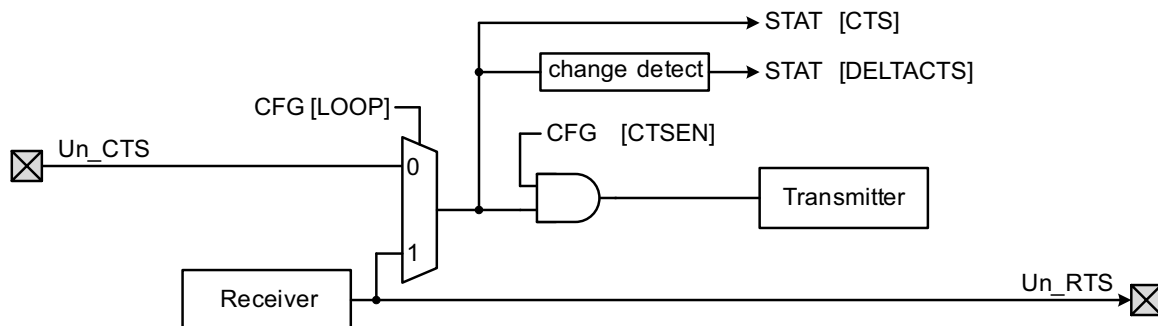 STAT [CTS]
change detect
STAT [DELTACTS]
CFG [LOOP]
CFG [CTSEN]
Un_CTS
0
Transmitter
1
Un_RTS
Receiver